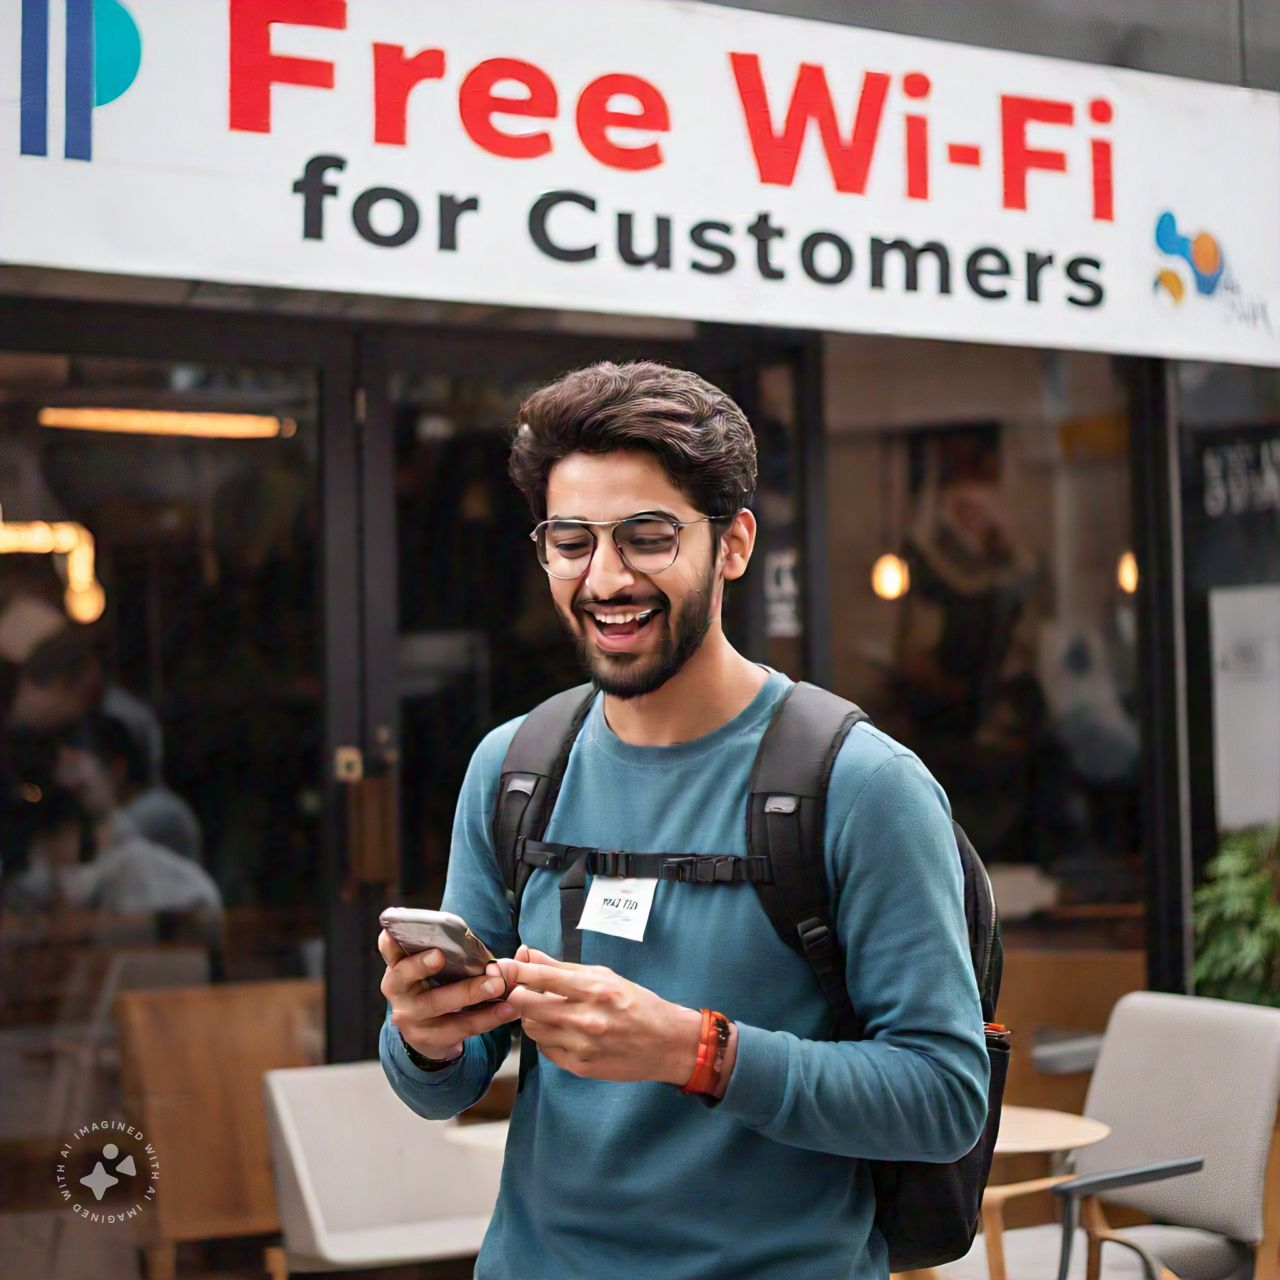 Free Wi-Fi
for Customers
IMAGINED WITH AI
IMAGINED WITH AI